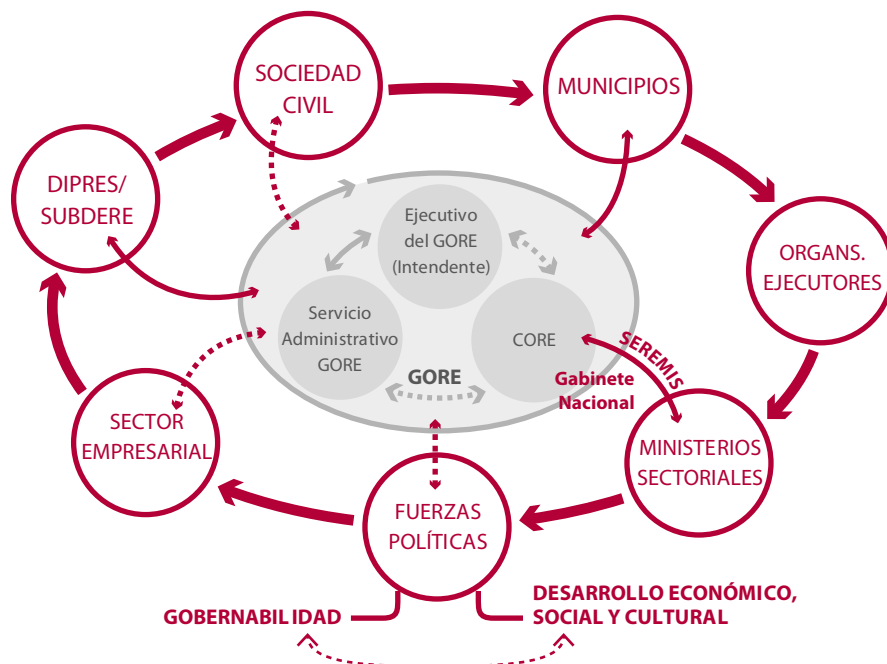 SOCIEDAD
CIVIL
MUNICIPIOS
DIPRES/
SUBDERE
Ejecutivo
del GORE
(Intendente)
ORGANS.
EJECUTORES
Servicio
Administrativo
GORE
CORE
GORE
SEREMIS
Gabinete
Nacional
SECTOR
EMPRESARIAL
MINISTERIOS
SECTORIALES
FUERZAS
POLÍTICAS
GOBERNABILIDAD
DESARROLLO ECONÓMICO,
SOCIAL Y CULTURAL